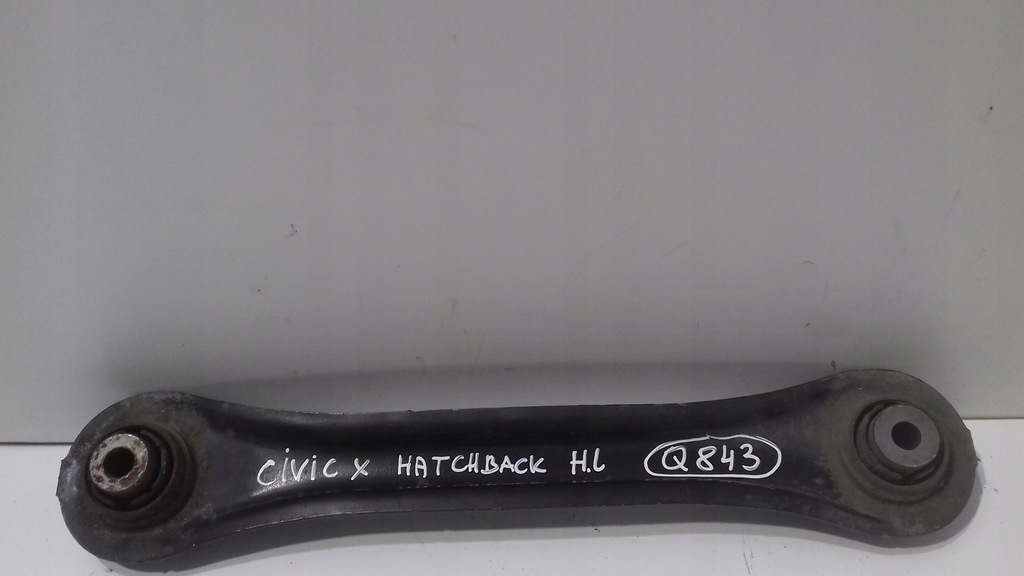 CiViC X HATCHBACK H.L Q843